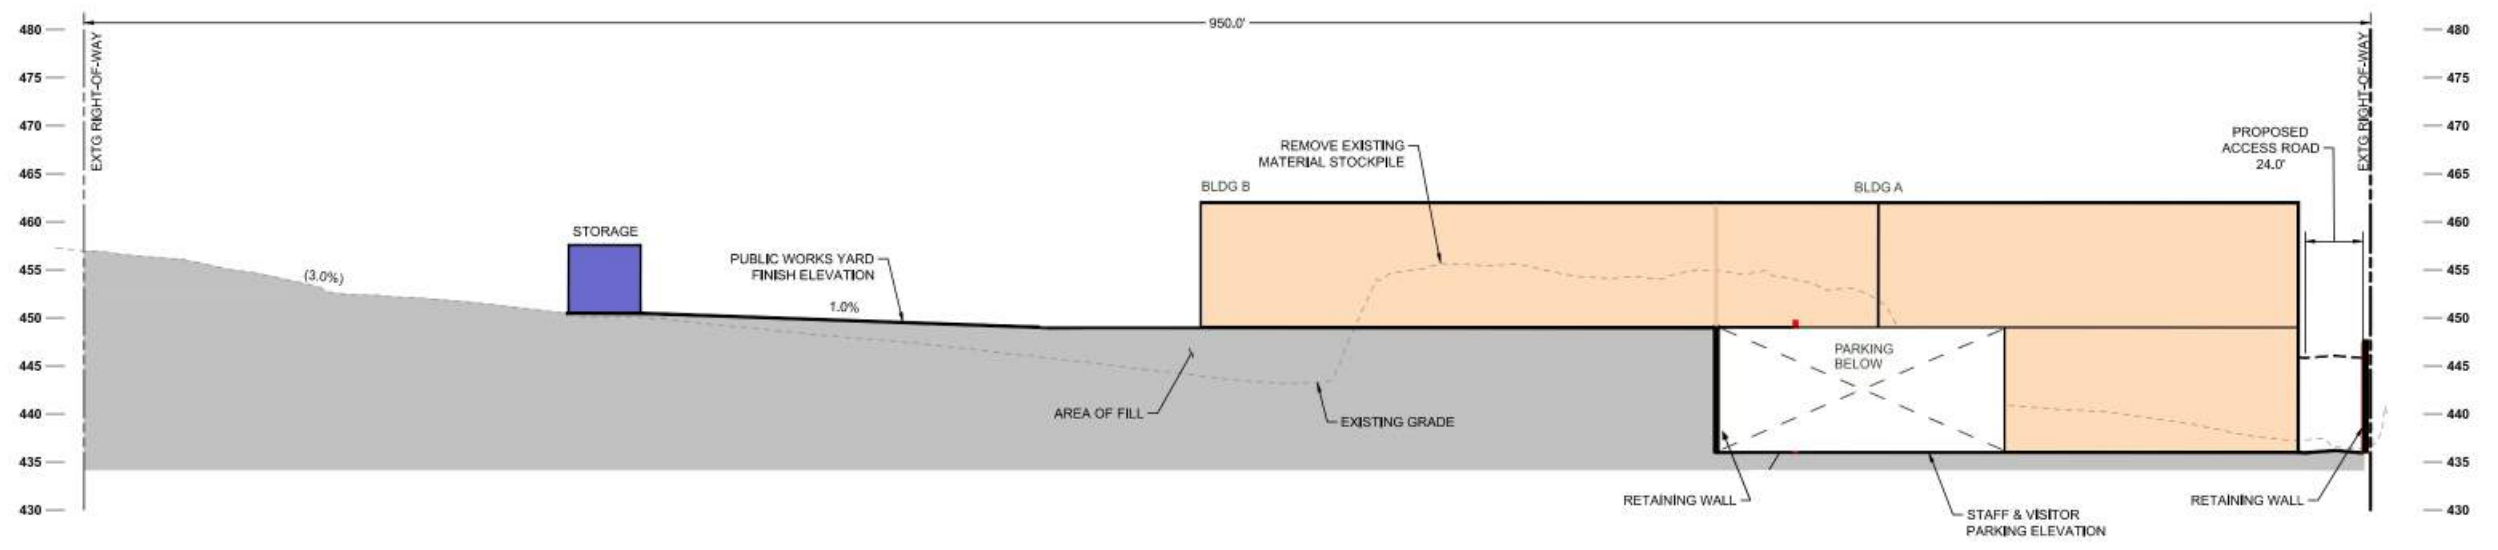 950.0'
480
480
EXTG RIGHT-OF-WAY
EXTG RIGHT-OF-WAY
475
475
470
470
PROPOSED
ACCESS ROAD
24.0'
REMOVE EXISTING
MATERIAL STOCKPILE
465
465
BLDG B
BLDG A
460
460
STORAGE
PUBLIC WORKS YARD
FINISH ELEVATION
455
455
(3.0%)
1.0%
450
450
PARKING
BELOW
445
445
AREA OF FILL
EXISTING GRADE
440
440
435
435
RETAINING WALL
RETAINING WALL
430
430
STAFF & VISITOR
PARKING ELEVATION